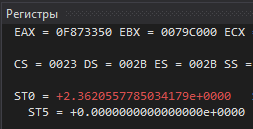 Регистры
EAX = 0F873350 EBX = 0079C000 ECX
CS = 0023 DS = 002B ES = 002B SS =
ST0 = +2.3620557785034179e+0000
ST5 = +0.0000000000000000e+0000